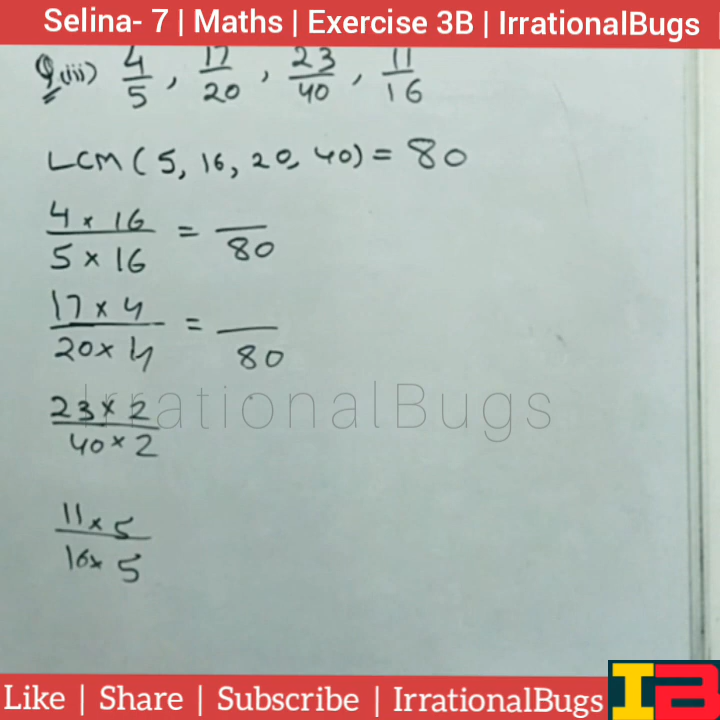 Selina- 7 | Maths | Exercise 3B | IrrationalBugs
Q(iii) 4/5 , 17/20 , 23/40 , 11/16
LCM ( 5, 16, 20, 40) = 80
4 × 16 / 5 × 16 = __ / 80
17 × 4 / 20 × 4 = __ / 80
IrrationalBugs
23 × 2 / 40 × 2
11 × 5 / 16 × 5
Like | Share | Subscribe | IrrationalBugs
IB